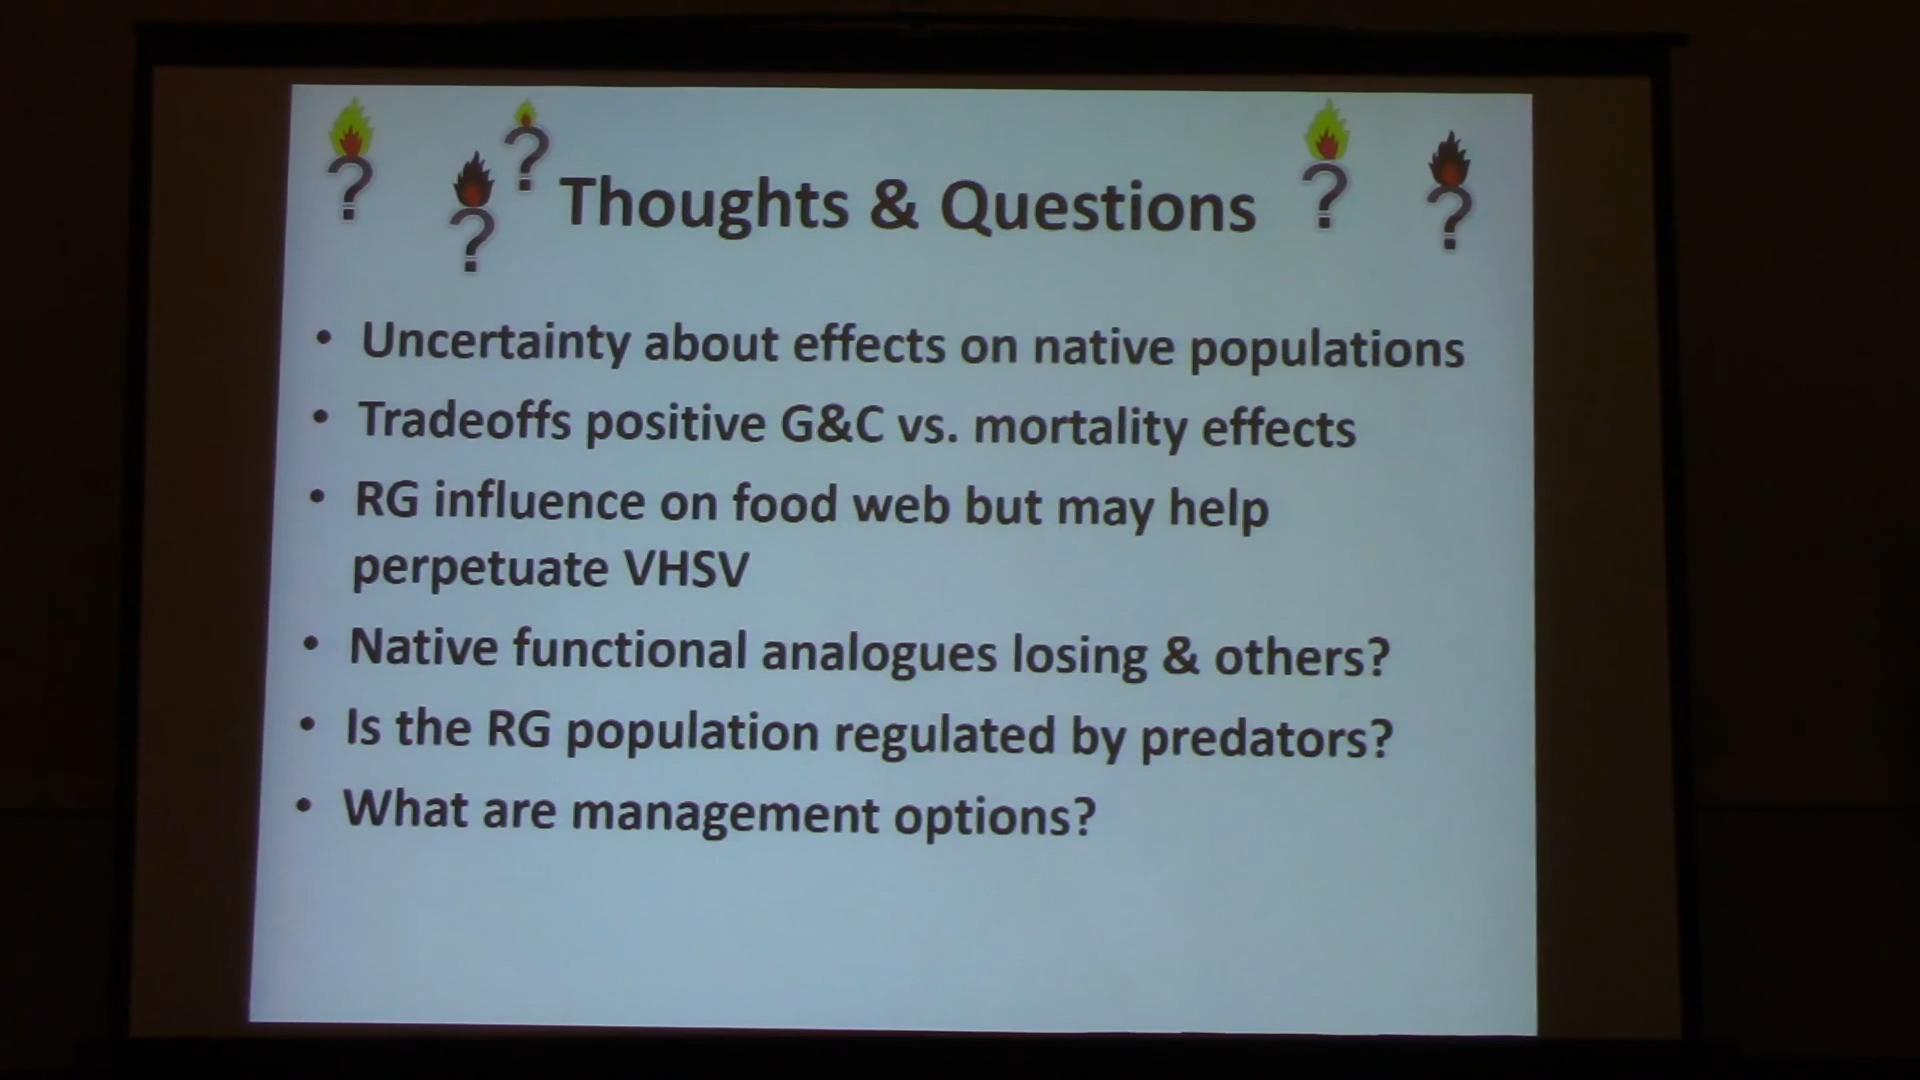 ? ? ? ? ?
Thoughts & Questions
• Uncertainty about effects on native populations
• Tradeoffs positive G&C vs. mortality effects
• RG influence on food web but may help
perpetuate VHSV
• Native functional analogues losing & others?
• Is the RG population regulated by predators?
• What are management options?